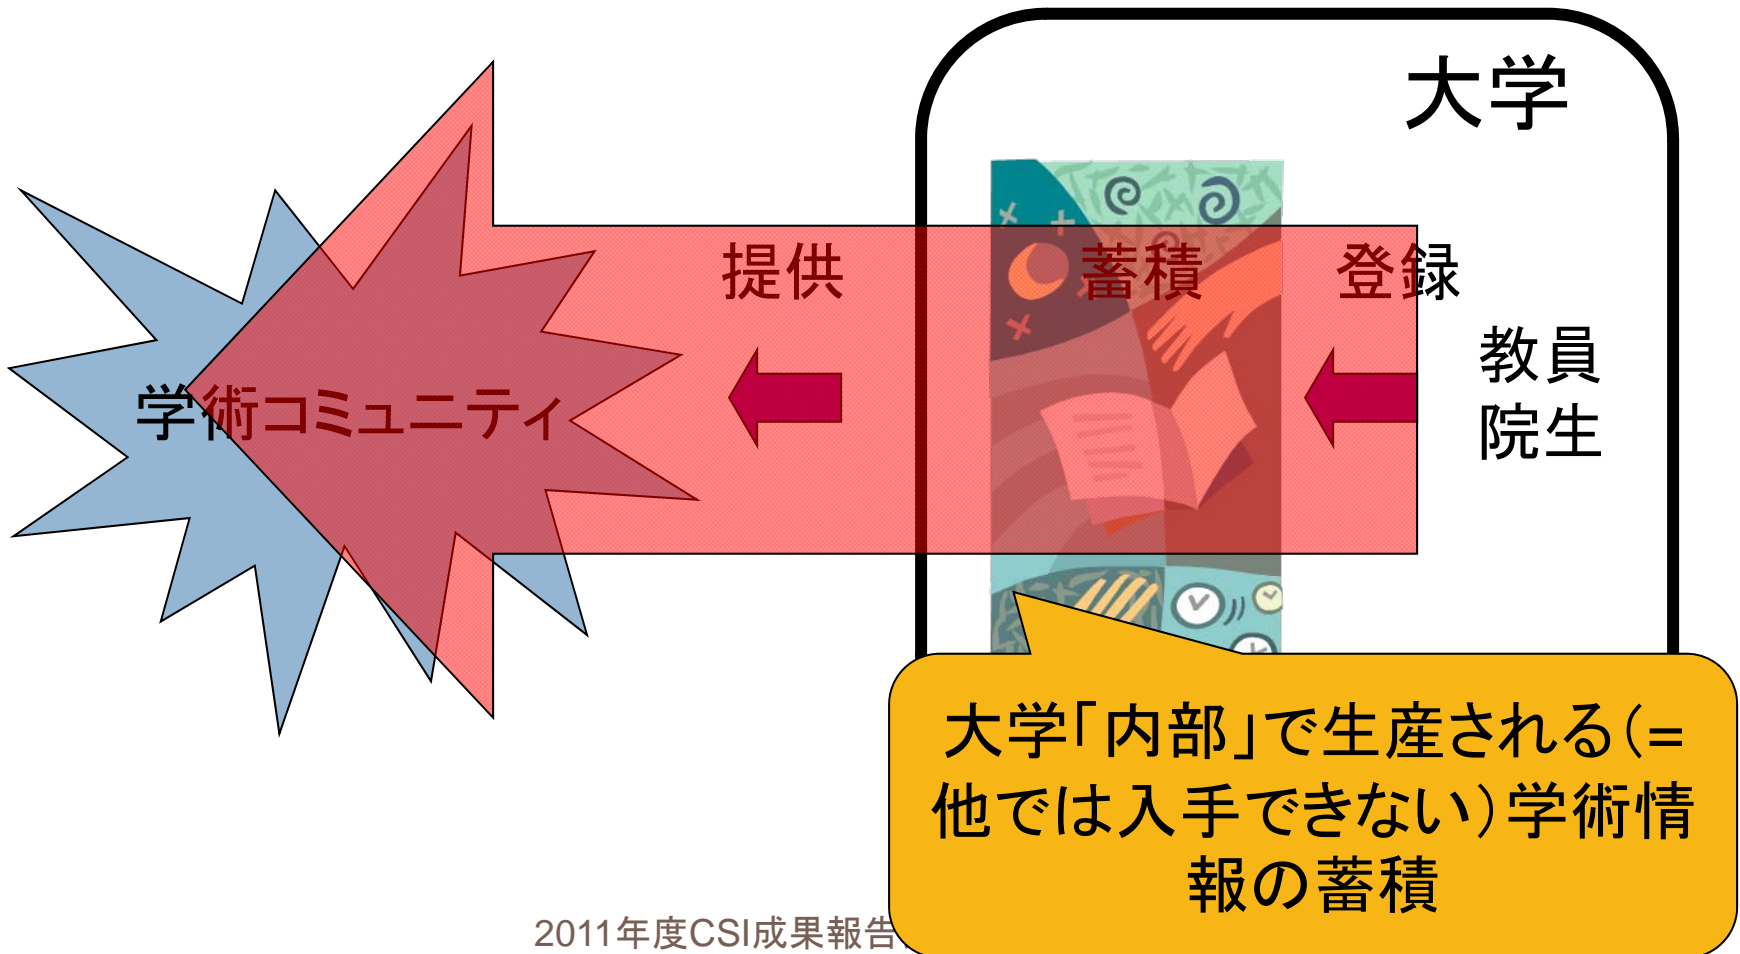 大学
提供
蓄積
登録
教員
院生
学術コミュニティ
大学「内部」で生産される(=
他では入手できない)学術情
報の蓄積
2011年度CSI成果報告